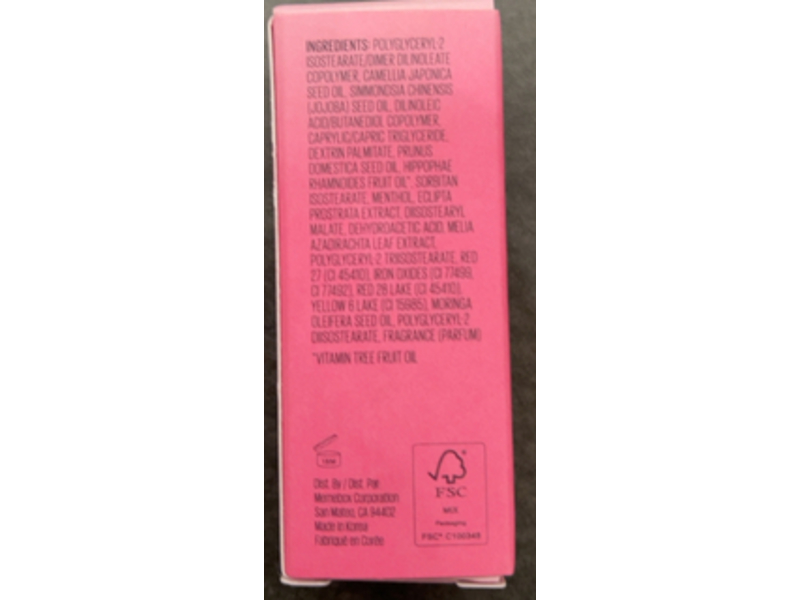 INGREDIENTS: POLYGLYCERYL-2
ISOSTEARATE/DIMER DILINOLEATE
COPOLYMER, CAMELLIA JAPONICA
SEED OIL, SIMMONDSIA CHINENSIS
(JOJOBA) SEED OIL, DILINOLEIC
ACID/BUTANEDIOL COPOLYMER,
CAPRYLIC/CAPRIC TRIGLYCERIDE,
DEXTRIN PALMITATE, PRUNUS
DOMESTICA SEED OIL, HIPPOPHAE
RHAMNOIDES FRUIT OIL*, SORBITAN
ISOSTEARATE, MENTHOL, ECLIPTA
PROSTRATA EXTRACT, DIISOSTEARYL
MALATE, DEHYDROACETIC ACID, MELIA
AZADIRACHTA LEAF EXTRACT,
POLYGLYCERYL-2 TRIISOSTEARATE, RED
27 (CI 45410), IRON OXIDES (CI 77499,
CI 77492), RED 28 LAKE (CI 45410),
YELLOW 6 LAKE (CI 15985), MORINGA
OLEIFERA SEED OIL, POLYGLYCERYL-2
DIISOSTEARATE, FRAGRANCE (PARFUM)
*VITAMIN TREE FRUIT OIL
Dist. By / Dist. Par:
Memebox Corporation
San Mateo, CA 94402
Made in Korea
Fabriqué en Corée
FSC
MIX
Packaging
FSC® C100345